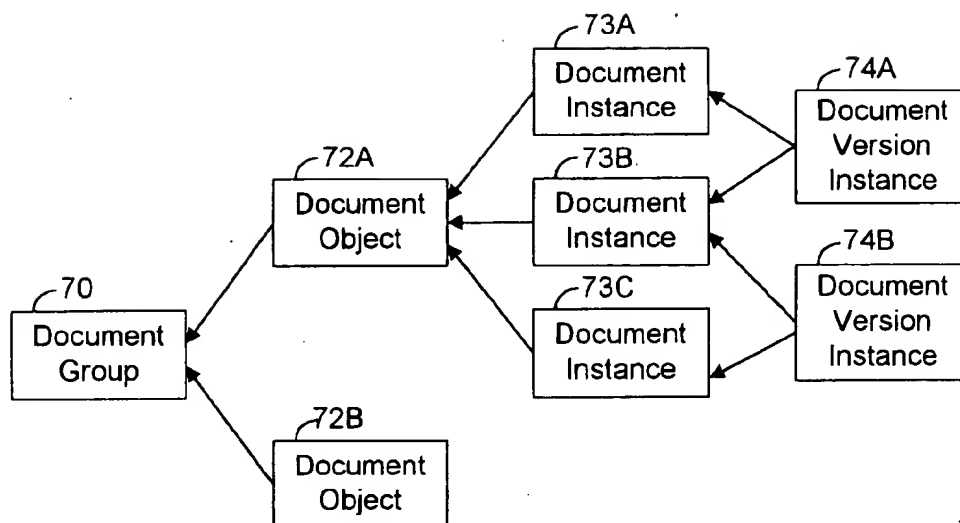 70
Document
Group
72A
Document
Object
72B
Document
Object
73A
Document
Instance
73B
Document
Instance
73C
Document
Instance
74A
Document
Version
Instance
74B
Document
Version
Instance